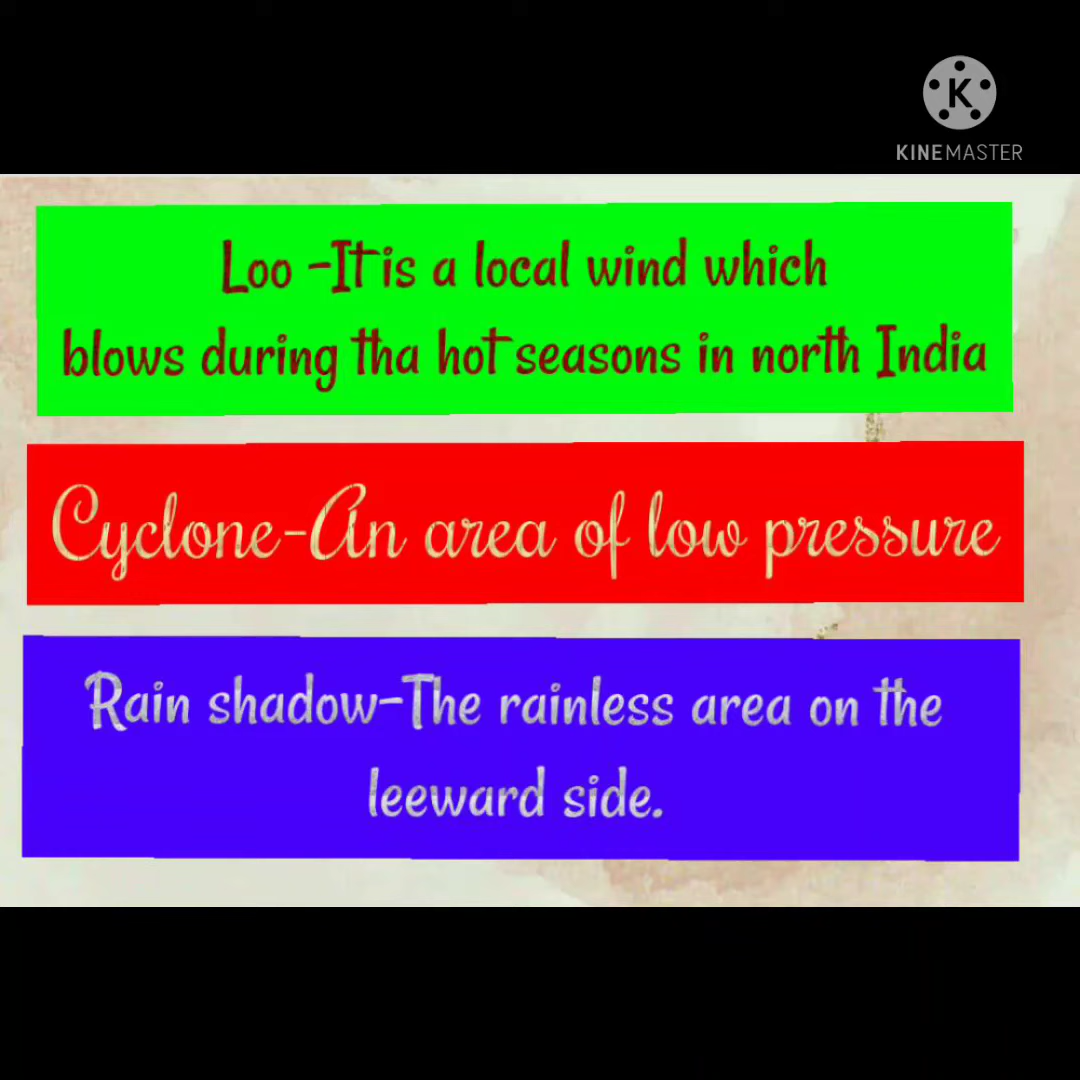 K
KINEMASTER
Loo -It is a local wind which
blows during tha hot seasons in north India
Cyclone-An area of low pressure
Rain shadow-The rainless area on the
leeward side.